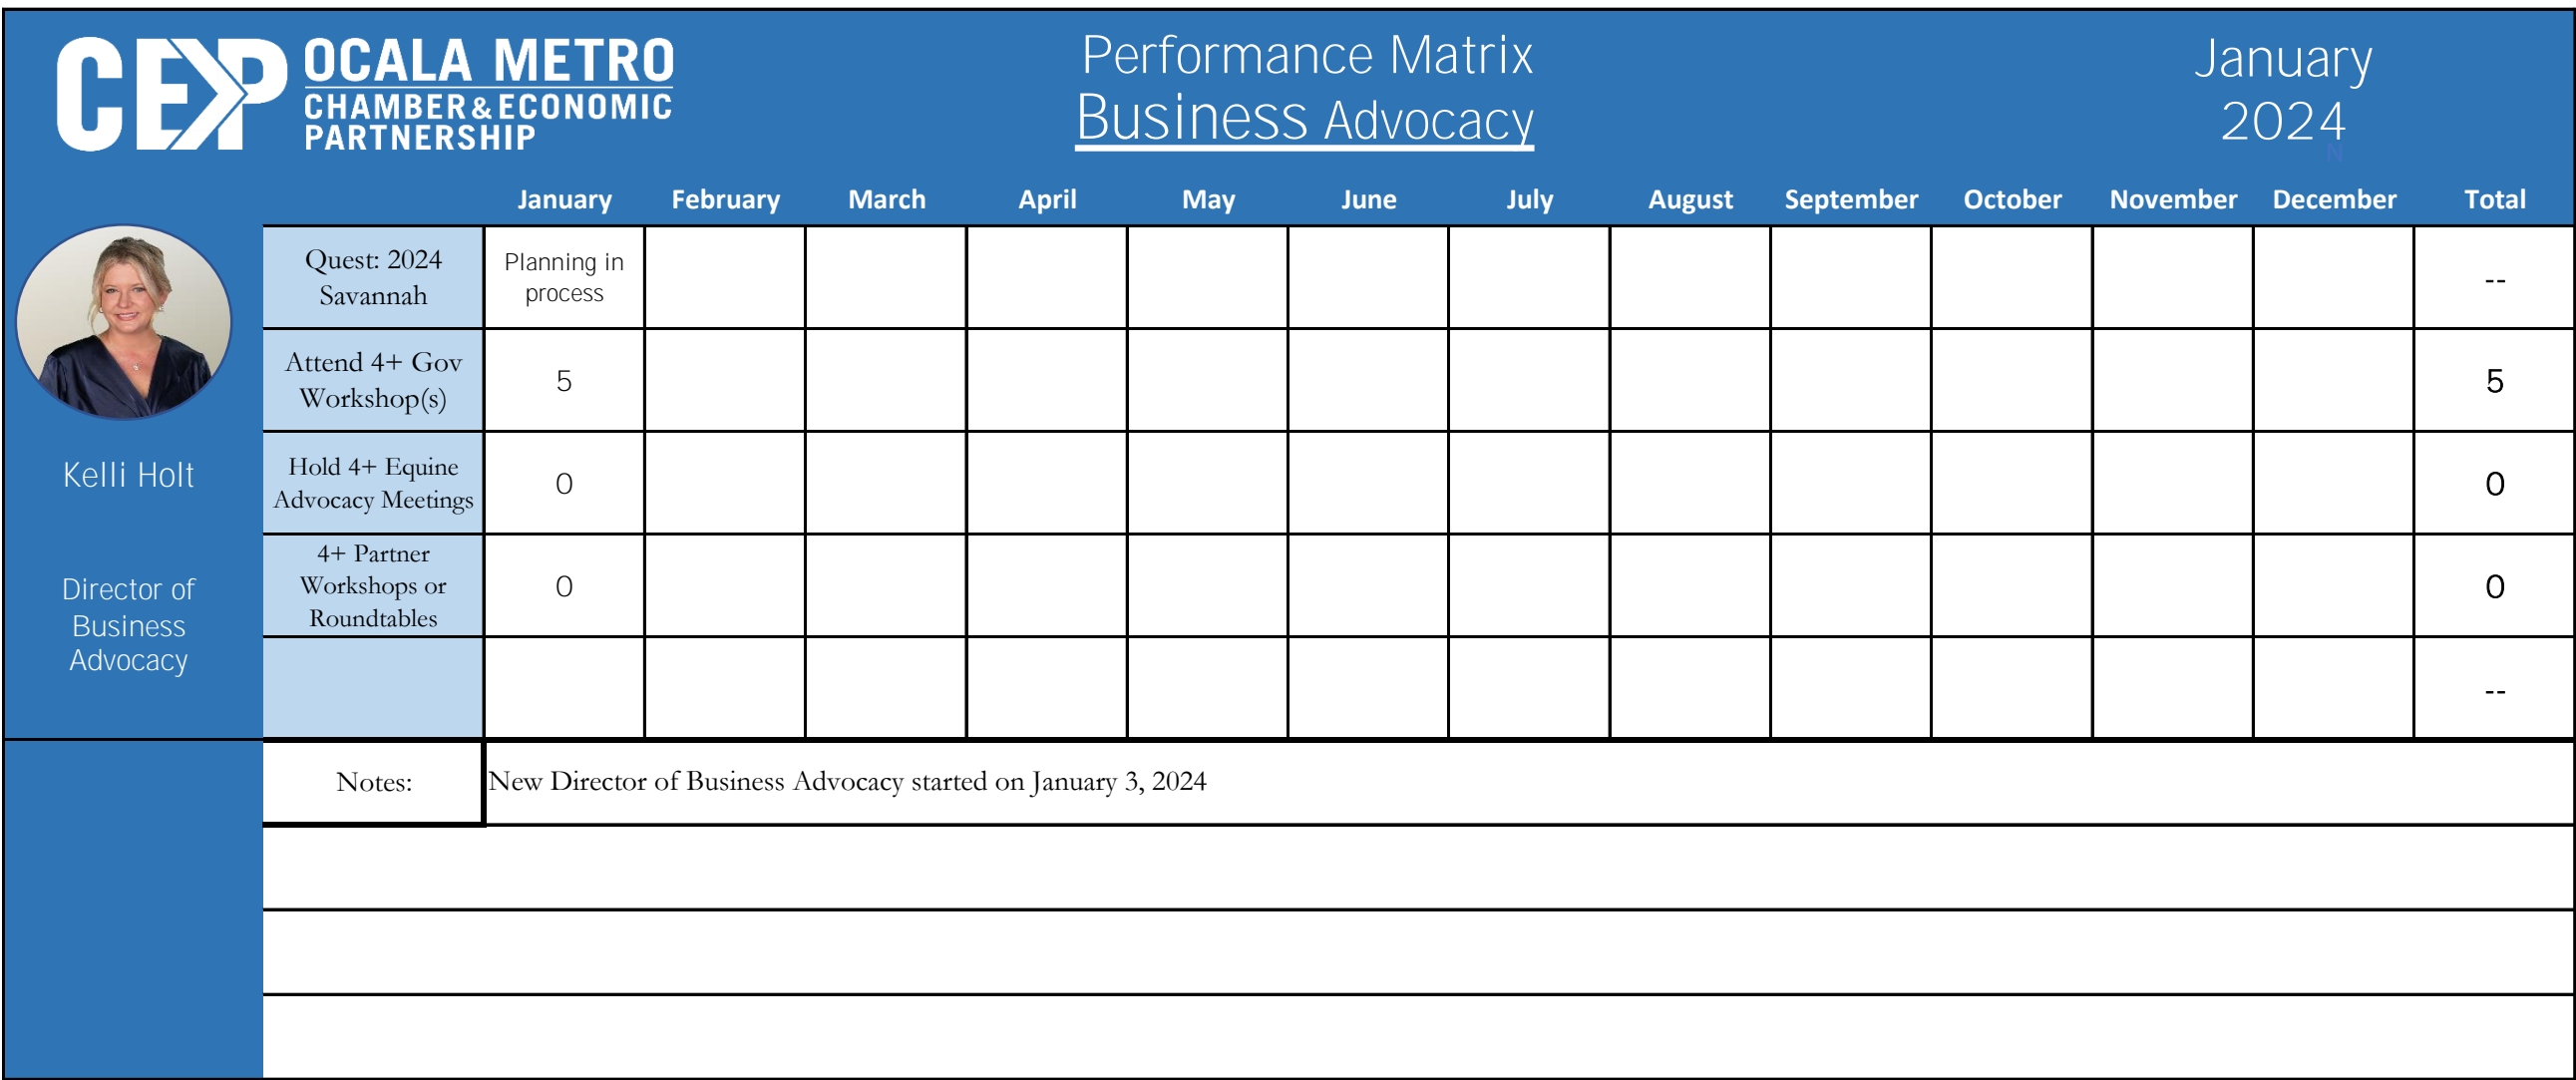 CEP OCALA METRO
CHAMBER & ECONOMIC
PARTNERSHIP
Performance Matrix
Business Advocacy
January
2024
N
January February March April May June July August September October November December Total
Quest: 2024
Savannah
Planning in
process
--
Attend 4+ Gov
Workshop(s)
5
5
Kelli Holt
Hold 4+ Equine
Advocacy Meetings
0
0
Director of
Business
Advocacy
4+ Partner
Workshops or
Roundtables
0
0
--
Notes:
New Director of Business Advocacy started on January 3, 2024